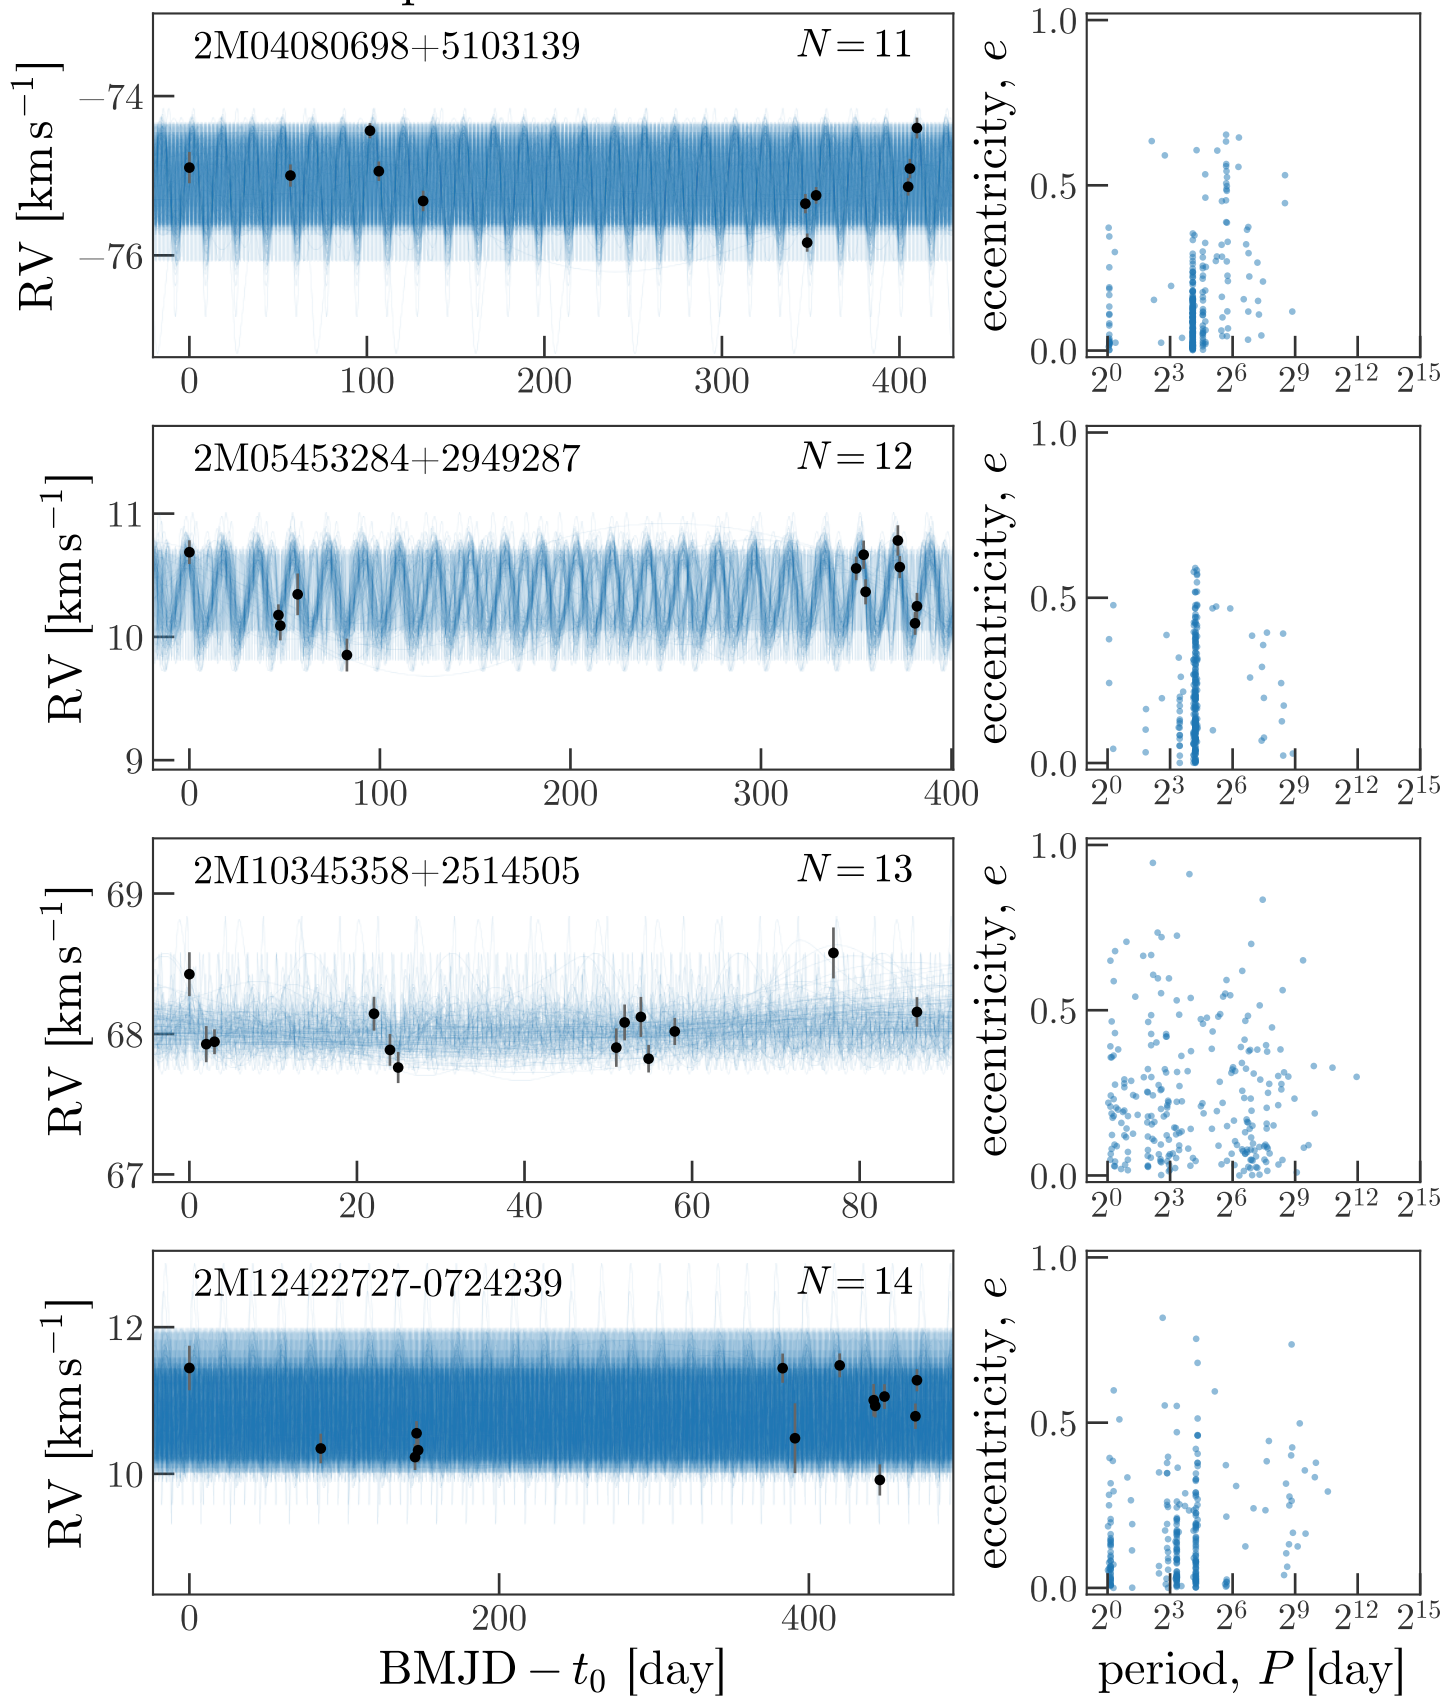 2M04080698+5103139 N = 11
RV [km s⁻¹]
−74
−76
0 100 200 300 400
eccentricity, e
1.0
0.5
0.0
2⁰ 2³ 2⁶ 2⁹ 2¹² 2¹⁵
2M05453284+2949287 N = 12
RV [km s⁻¹]
11
10
9
0 100 200 300 400
eccentricity, e
1.0
0.5
0.0
2⁰ 2³ 2⁶ 2⁹ 2¹² 2¹⁵
2M10345358+2514505 N = 13
RV [km s⁻¹]
69
68
67
0 20 40 60 80
eccentricity, e
1.0
0.5
0.0
2⁰ 2³ 2⁶ 2⁹ 2¹² 2¹⁵
2M12422727-0724239 N = 14
RV [km s⁻¹]
12
10
0 200 400
BMJD − t₀ [day]
eccentricity, e
1.0
0.5
0.0
2⁰ 2³ 2⁶ 2⁹ 2¹² 2¹⁵
period, P [day]